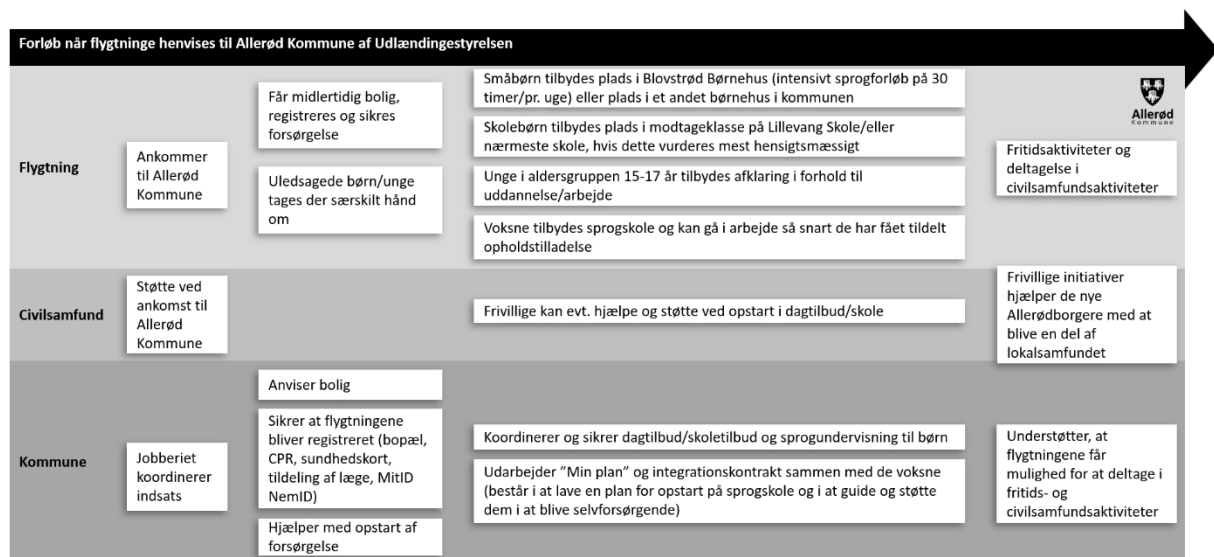 Forløb når flygtninge henvises til Allerød Kommune af Udlændingestyrelsen
Allerød
Kommune
Flygtning
Ankommer
til Allerød
Kommune
Får midlertidig bolig,
registreres og sikres
forsørgelse
Uledsagede børn/unge
tages der særskilt hånd
om
Småbørn tilbydes plads i Blovstrød Børnehus (intensivt sprogforløb på 30
timer/pr. uge) eller plads i et andet børnehus i kommunen
Skolebørn tilbydes plads i modtageklasse på Lillevang Skole/eller
nærmeste skole, hvis dette vurderes mest hensigtsmæssigt
Unge i aldersgruppen 15-17 år tilbydes afklaring i forhold til
uddannelse/arbejde
Voksne tilbydes sprogskole og kan gå i arbejde så snart de har fået tildelt
opholdstilladelse
Fritidsaktiviteter og
deltagelse i
civilsamfundsaktiviteter
Civilsamfund
Støtte ved
ankomst til
Allerød
Kommune
Frivillige kan evt. hjælpe og støtte ved opstart i dagtilbud/skole
Frivillige initiativer
hjælper de nye
Allerødborgere med at
blive en del af
lokalsamfundet
Kommune
Jobberiet
koordinerer
indsats
Anviser bolig
Sikrer at flygtningene
bliver registreret (bopæl,
CPR, sundhedskort,
tildeling af læge, MitID
NemID)
Hjælper med opstart af
forsørgelse
Koordinerer og sikrer dagtilbud/skoletilbud og sprogundervisning til børn
Udarbejder ”Min plan” og integrationskontrakt sammen med de voksne
(består i at lave en plan for opstart på sprogskole og i at guide og støtte
dem i at blive selvforsørgende)
Understøtter, at
flygtningene får
mulighed for at deltage i
fritids- og
civilsamfundsaktiviteter